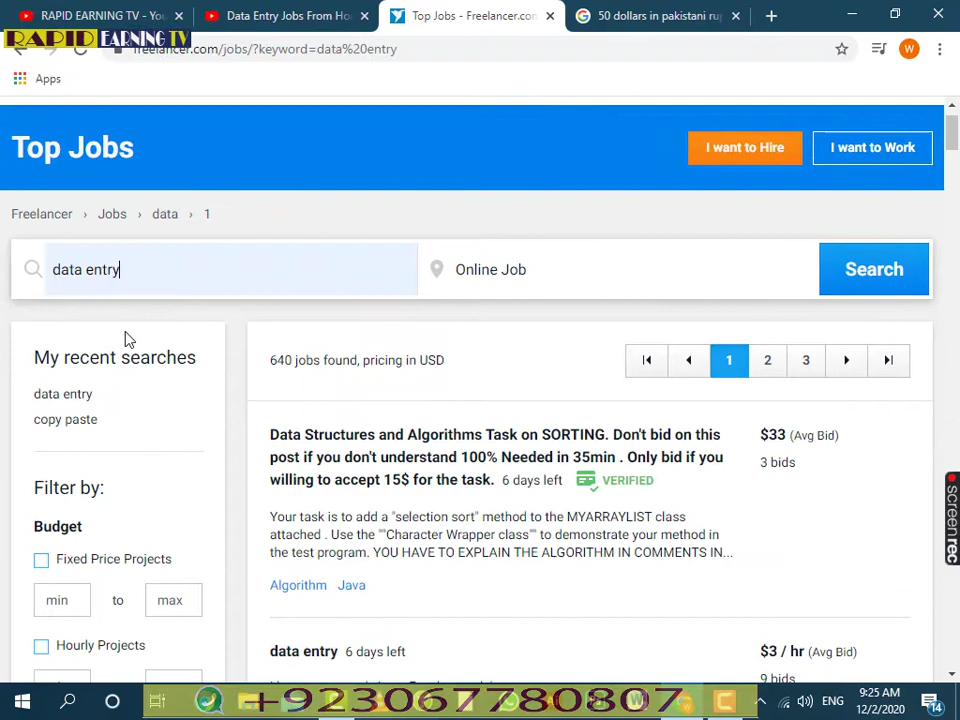 RAPID EARNING TV - You
Data Entry Jobs From Ho
Top Jobs - Freelancer.com
50 dollars in pakistani ru
RAPID EARNING TV
freelancer.com/jobs/?keyword=data%20entry
W
Apps
Top Jobs
I want to Hire
I want to Work
Freelancer › Jobs › data › 1
data entry
Online Job
Search
My recent searches
data entry
copy paste
Filter by:
Budget
Fixed Price Projects
min to max
Hourly Projects
640 jobs found, pricing in USD
1 2 3
Data Structures and Algorithms Task on SORTING. Don't bid on this
post if you don't understand 100% Needed in 35min . Only bid if you
willing to accept 15$ for the task. 6 days left VERIFIED
$33 (Avg Bid)
3 bids
Your task is to add a "selection sort" method to the MYARRAYLIST class
attached . Use the ""Character Wrapper class"" to demonstrate your method in
the test program. YOU HAVE TO EXPLAIN THE ALGORITHM IN COMMENTS IN...
Algorithm Java
data entry 6 days left
$3 / hr (Avg Bid)
9 bids
screenrec
+923067780807
ENG
9:25 AM
12/2/2020
14